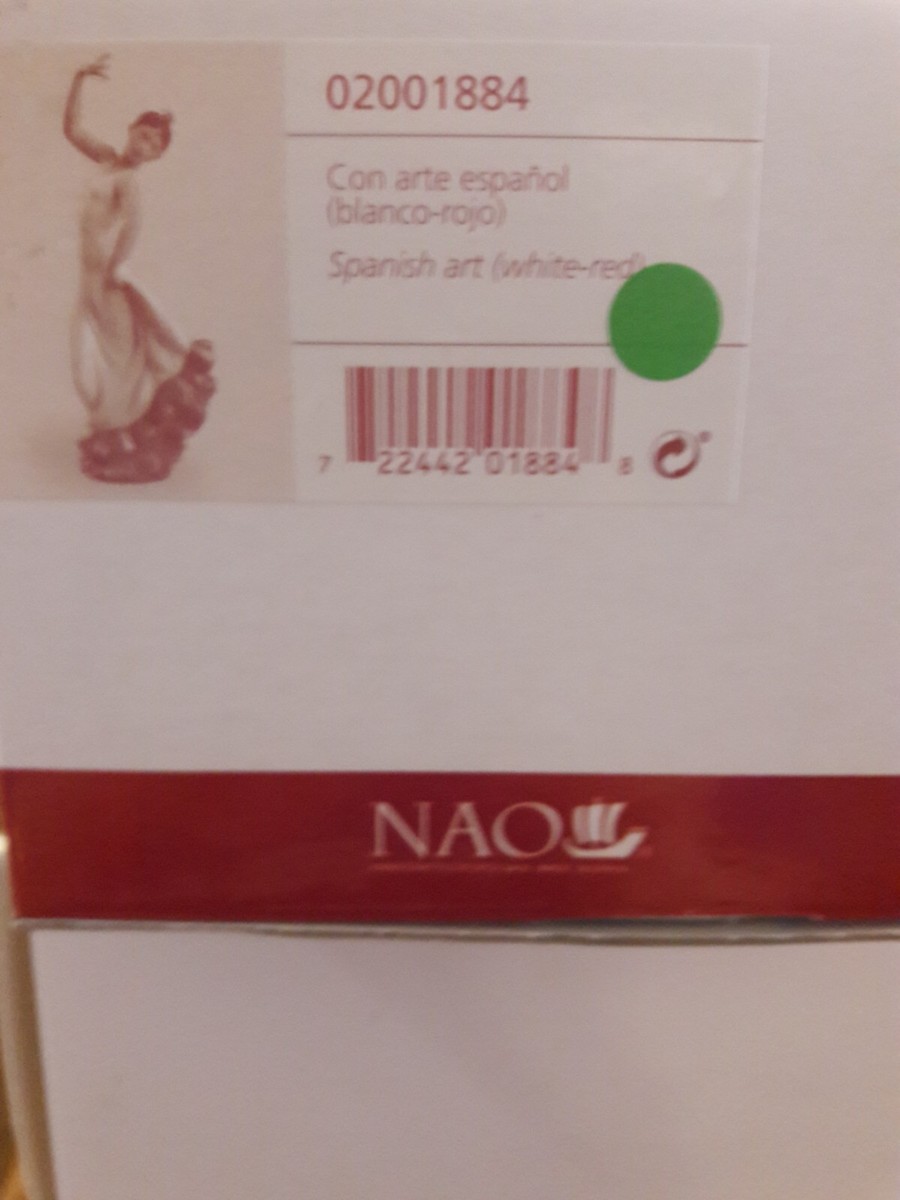 02001884
Con arte español
(blanco-rojo)
Spanish art (white-red)
7 22442 01884 8
NAO